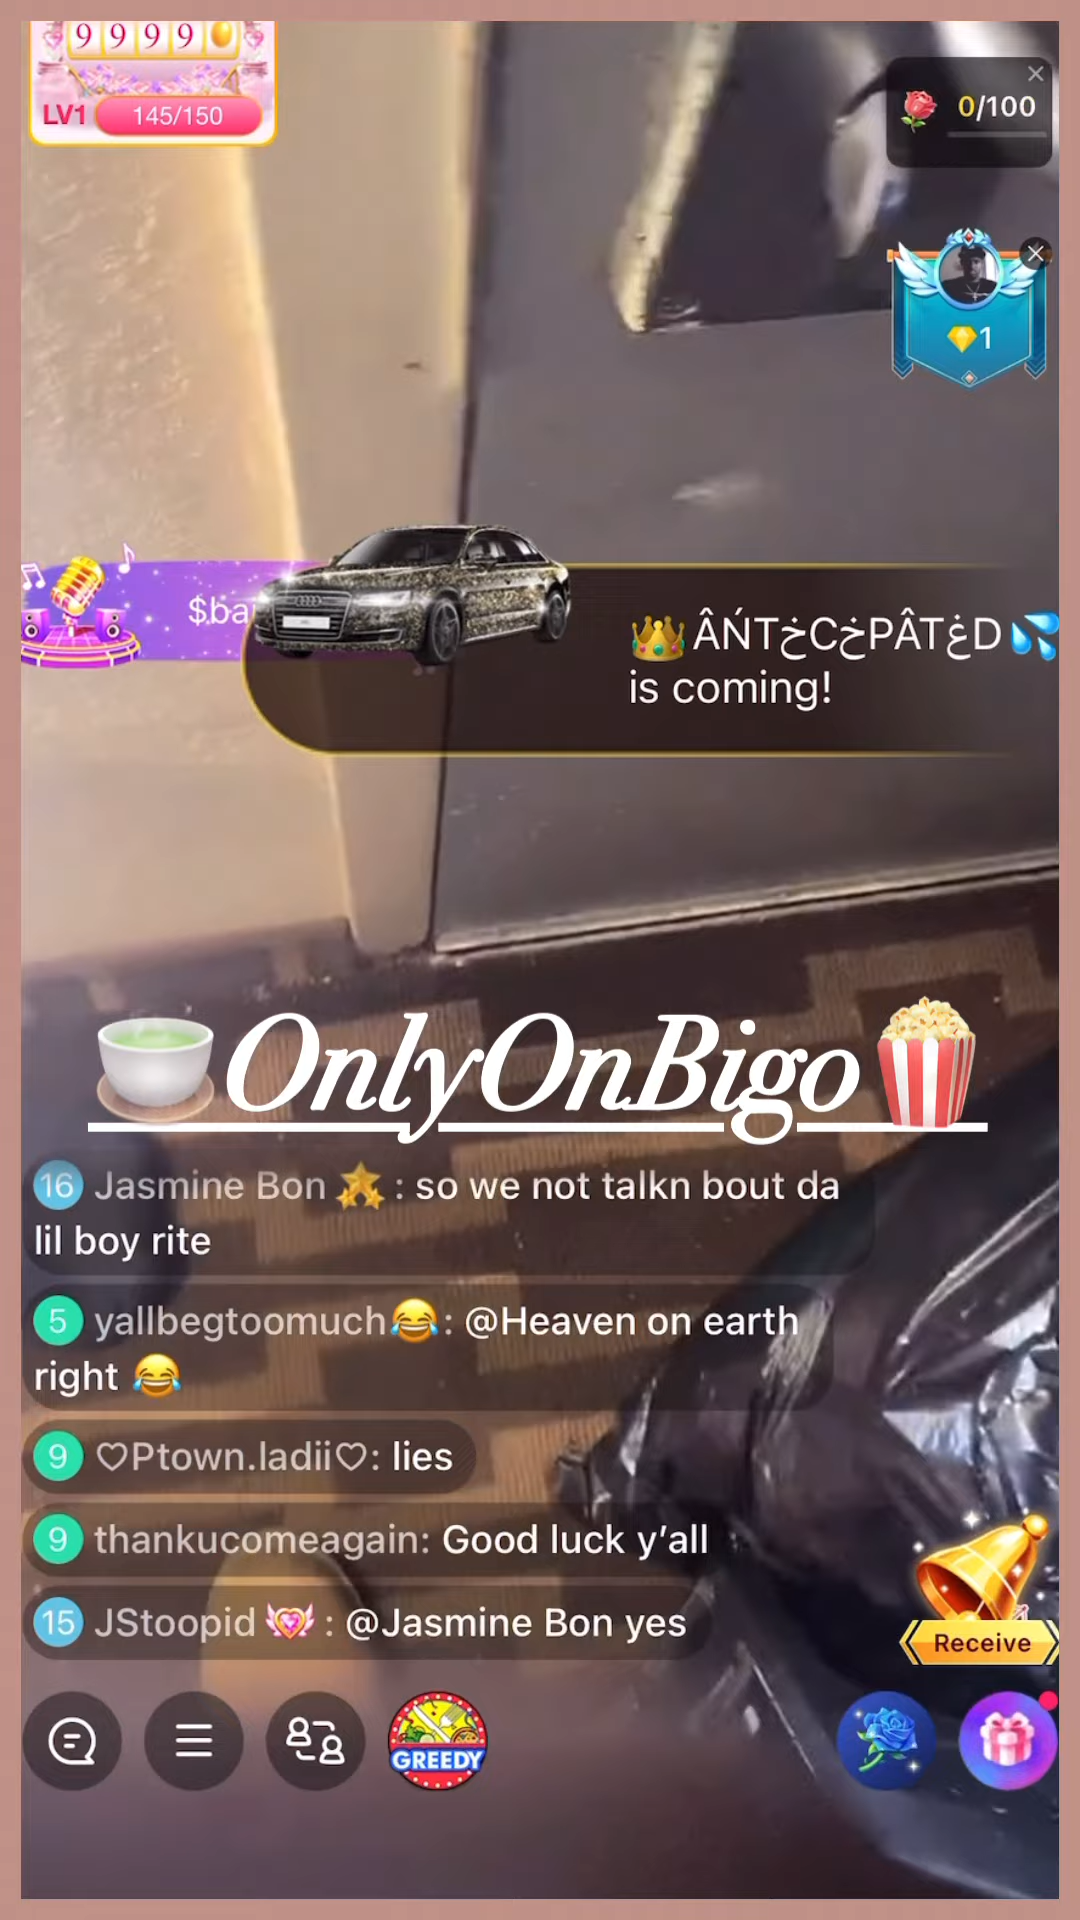 9 9 9 9
LV1 145/150
0/100
1
$ba
👑ÂŃTخCخPÂTغD💦
is coming!
🍵OnlyOnBigo🍿
16 Jasmine Bon : so we not talkn bout da
lil boy rite
5 yallbegtoomuch😂: @Heaven on earth
right 😂
9 ♡Ptown.ladii♡: lies
9 thankucomeagain: Good luck y’all
15 JStoopid : @Jasmine Bon yes
Receive
GREEDY